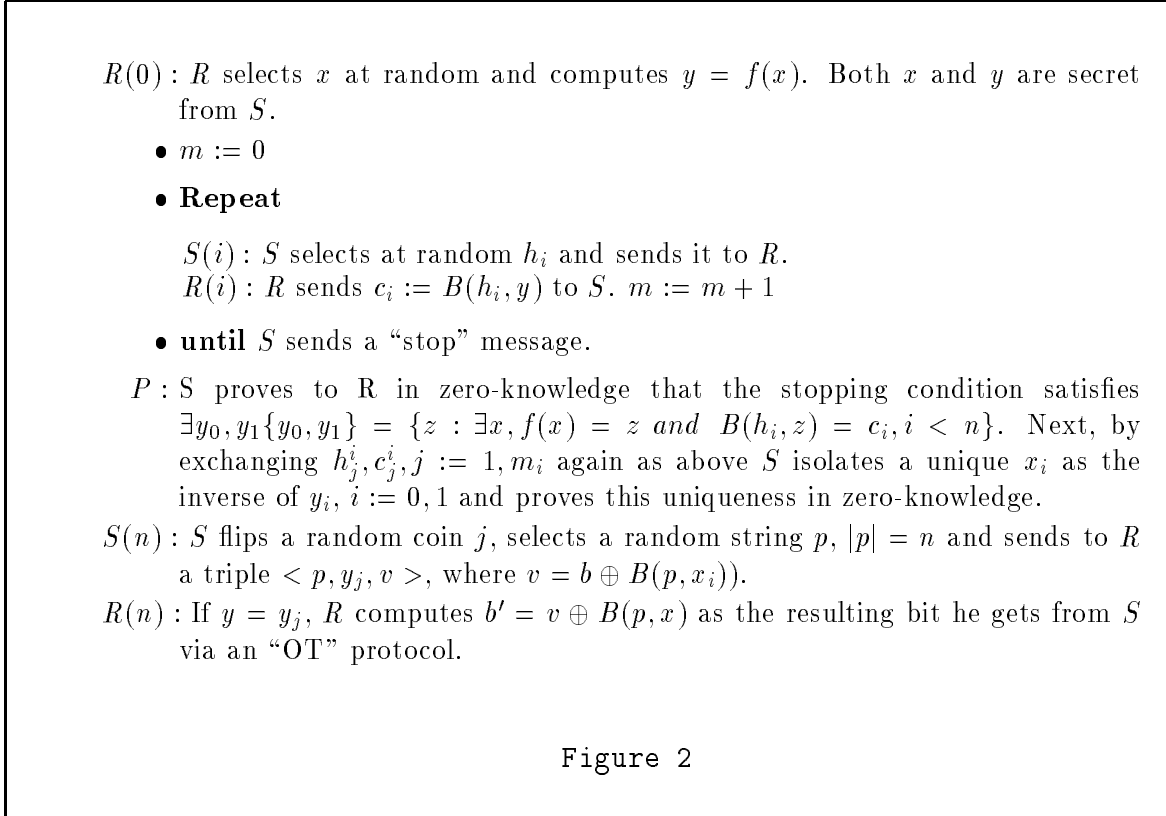 R(0) : R selects x at random and computes y = f(x). Both x and y are secret
from S.
• m := 0
• Repeat
S(i) : S selects at random h_i and sends it to R.
R(i) : R sends c_i := B(h_i, y) to S. m := m + 1
• until S sends a “stop” message.
P : S proves to R in zero-knowledge that the stopping condition satisfies
∃y_0, y_1{y_0, y_1} = {z : ∃x, f(x) = z and B(h_i, z) = c_i, i < n}. Next, by
exchanging h^i_j, c^i_j, j := 1, m_i again as above S isolates a unique x_i as the
inverse of y_i, i := 0, 1 and proves this uniqueness in zero-knowledge.
S(n) : S flips a random coin j, selects a random string p, |p| = n and sends to R
a triple < p, y_j, v >, where v = b ⊕ B(p, x_i)).
R(n) : If y = y_j, R computes b′ = v ⊕ B(p, x) as the resulting bit he gets from S
via an “OT” protocol.
Figure 2